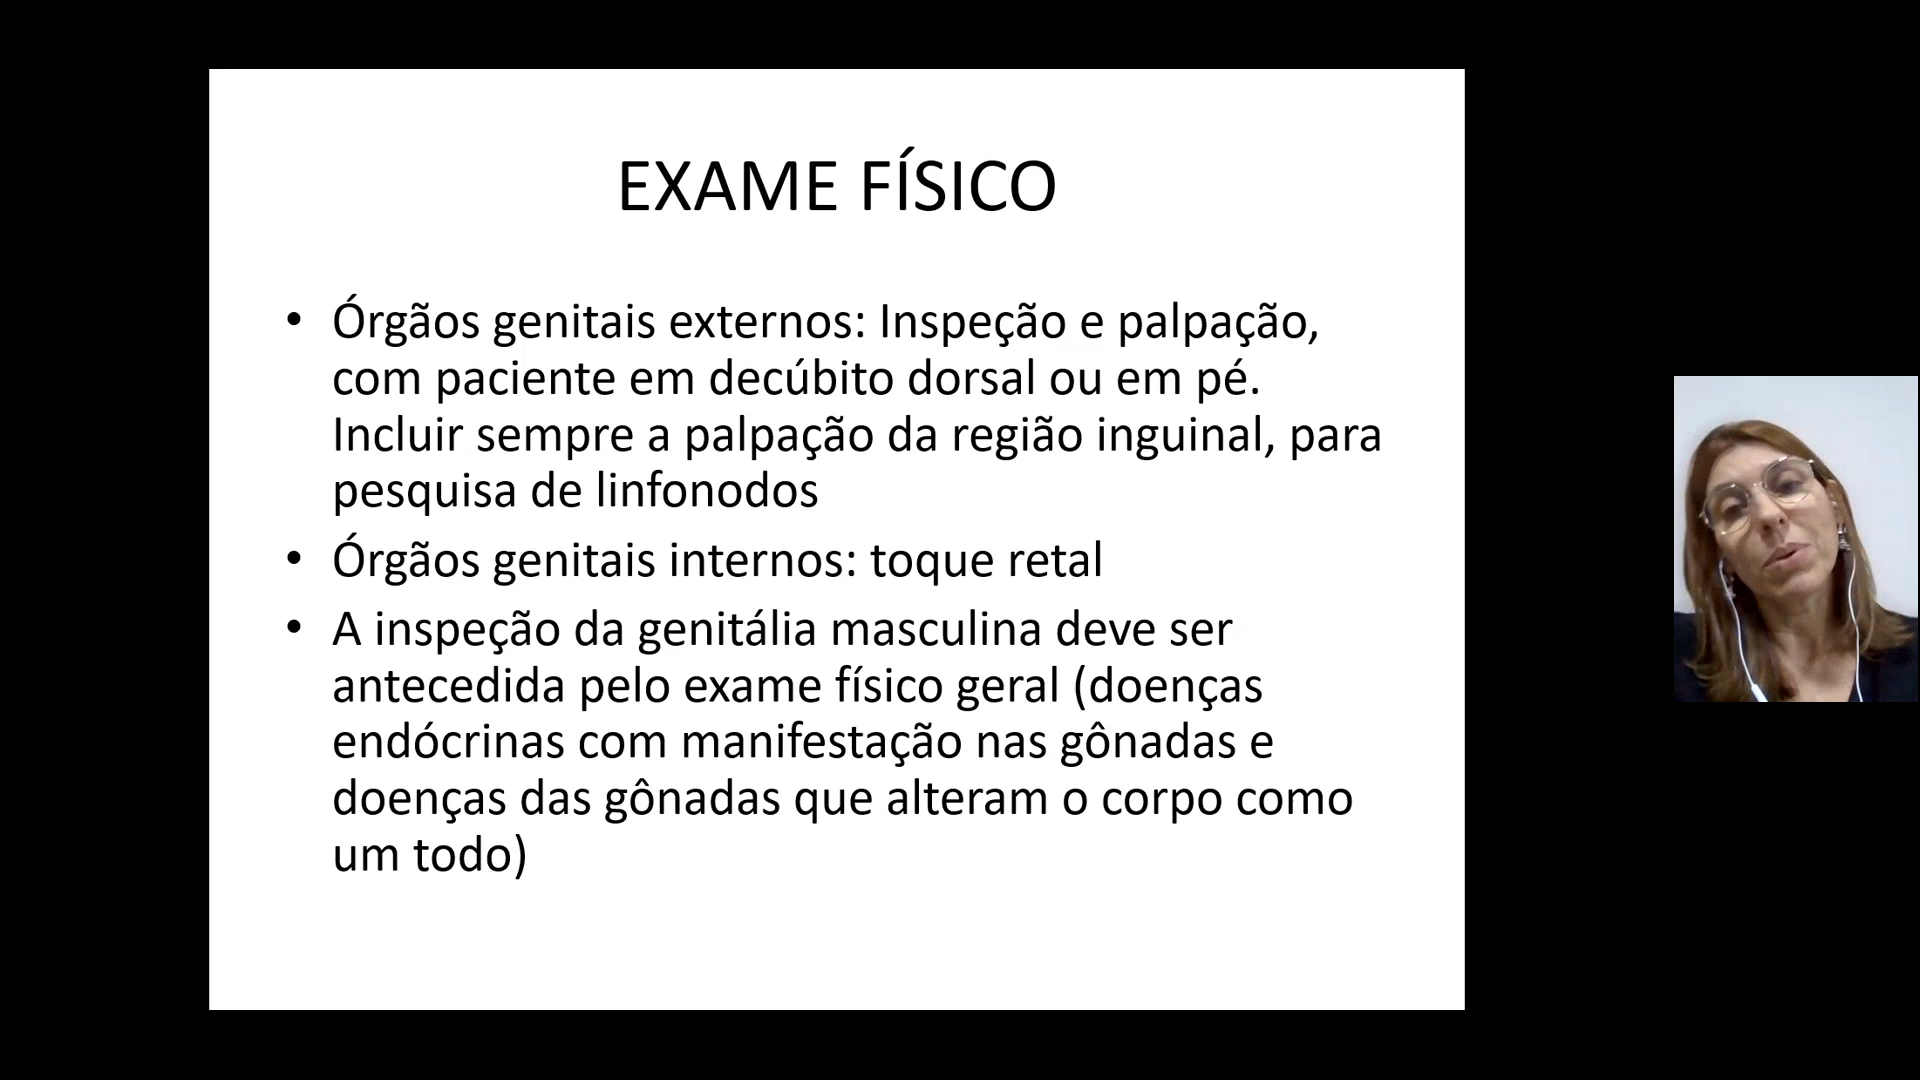 EXAME FÍSICO
• Órgãos genitais externos: Inspeção e palpação,
com paciente em decúbito dorsal ou em pé.
Incluir sempre a palpação da região inguinal, para
pesquisa de linfonodos
• Órgãos genitais internos: toque retal
• A inspeção da genitália masculina deve ser
antecedida pelo exame físico geral (doenças
endócrinas com manifestação nas gônadas e
doenças das gônadas que alteram o corpo como
um todo)